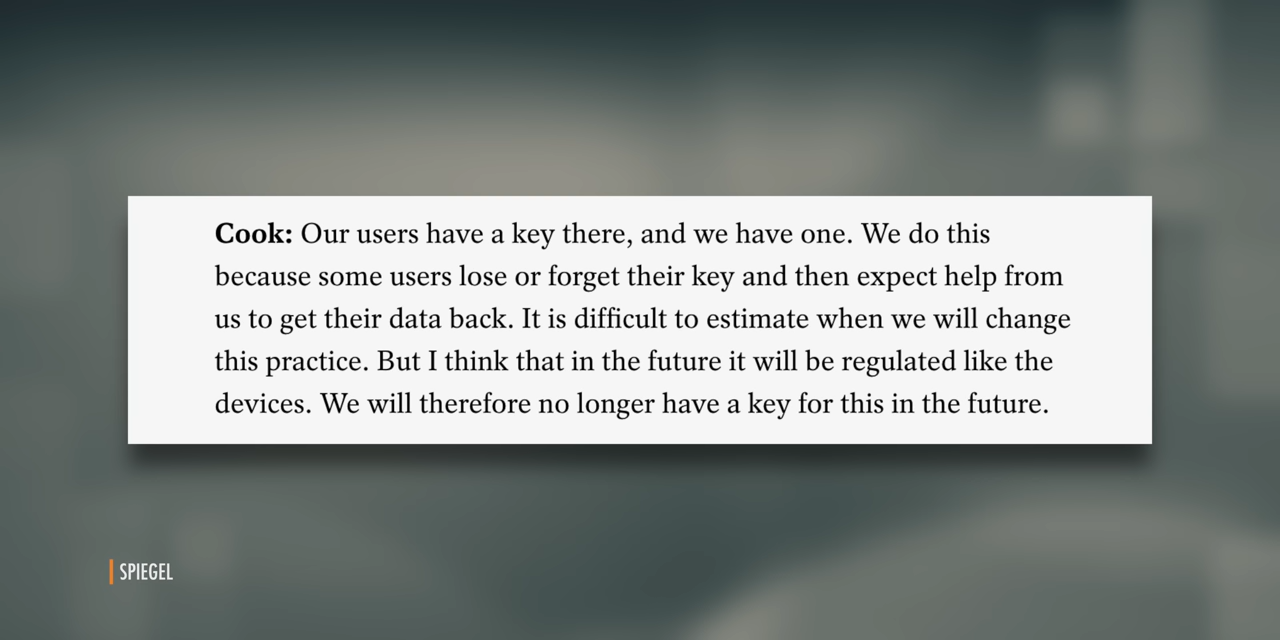 Cook: Our users have a key there, and we have one. We do this
because some users lose or forget their key and then expect help from
us to get their data back. It is difficult to estimate when we will change
this practice. But I think that in the future it will be regulated like the
devices. We will therefore no longer have a key for this in the future.
SPIEGEL